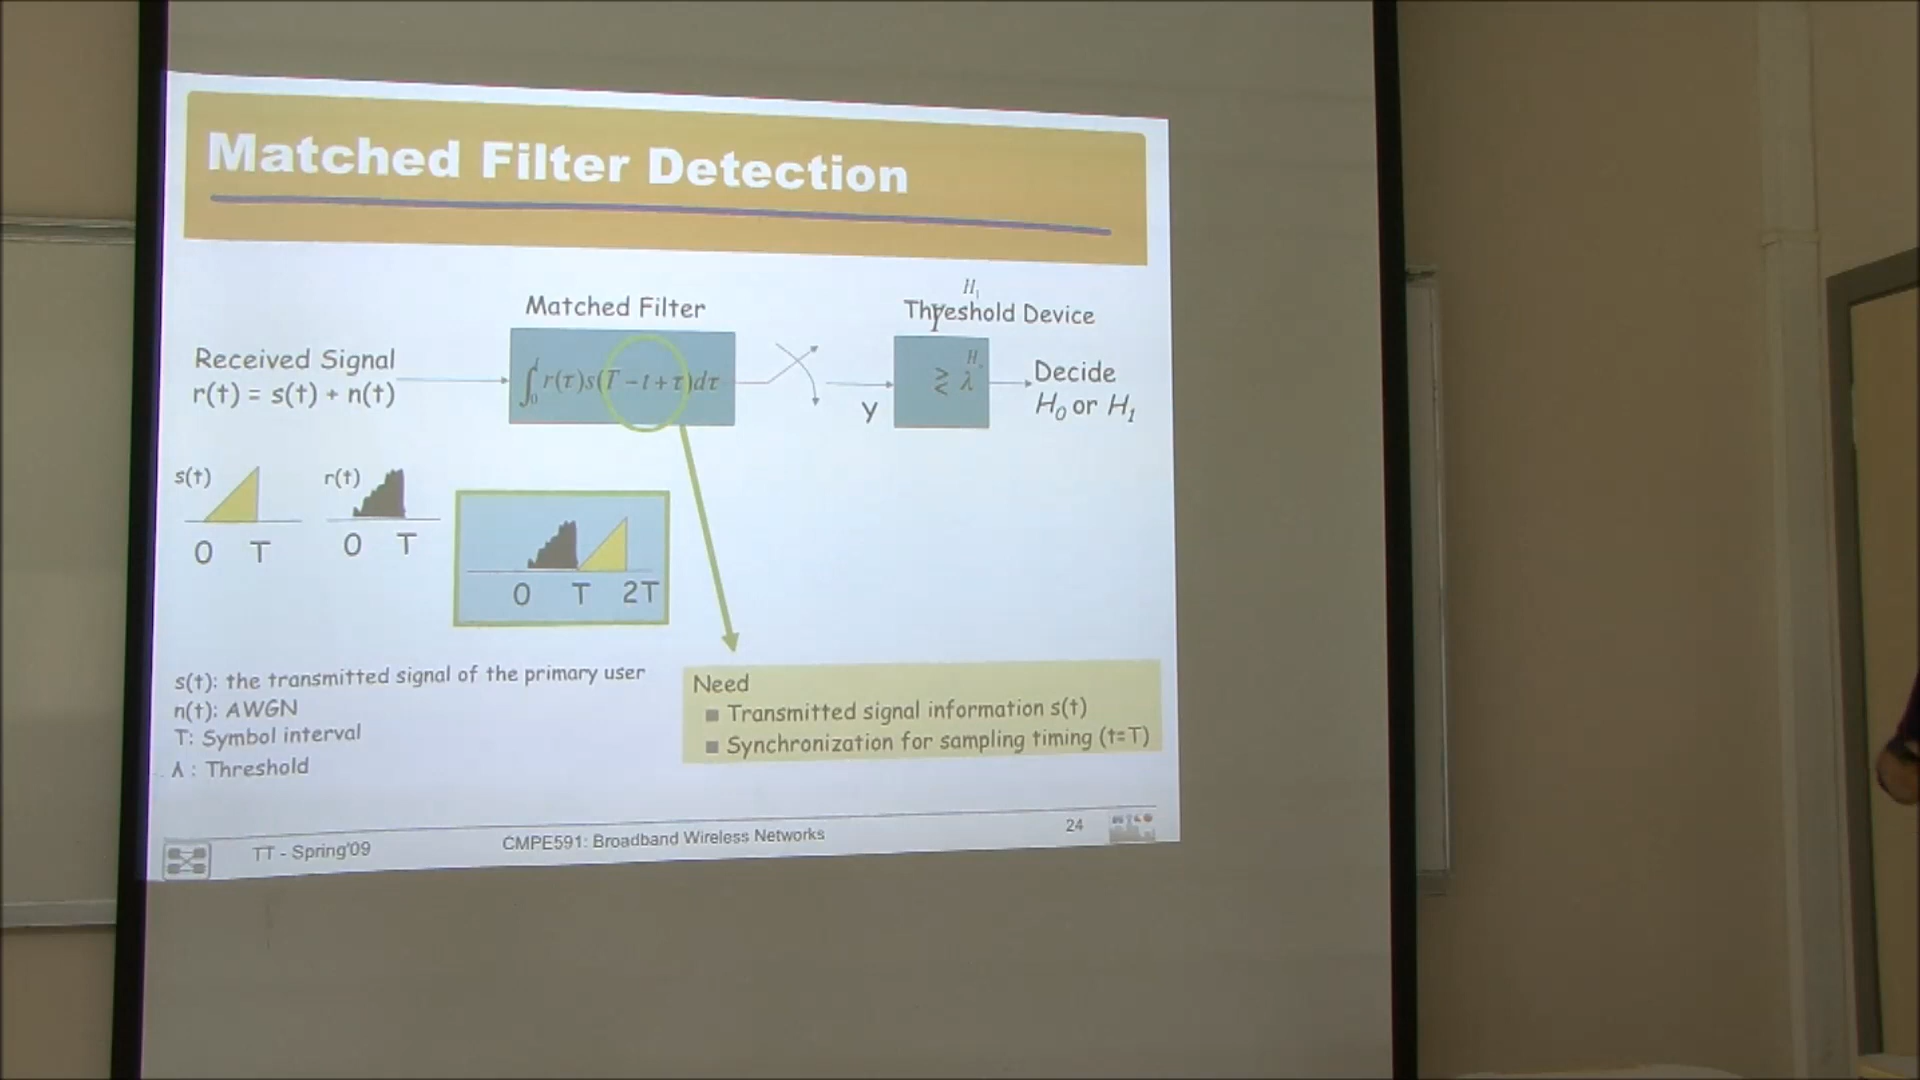 Matched Filter Detection
Matched Filter
H₁
Threshold Device
Received Signal
r(t) = s(t) + n(t)
∫₀ᵗ r(τ)s(T − t + τ)dτ
Y
≷ λ
Decide
H₀ or H₁
s(t)
r(t)
0 T
0 T
0 T 2T
s(t): the transmitted signal of the primary user
n(t): AWGN
T: Symbol interval
λ : Threshold
Need
Transmitted signal information s(t)
Synchronization for sampling timing (t=T)
TT - Spring'09
CMPE591: Broadband Wireless Networks
24